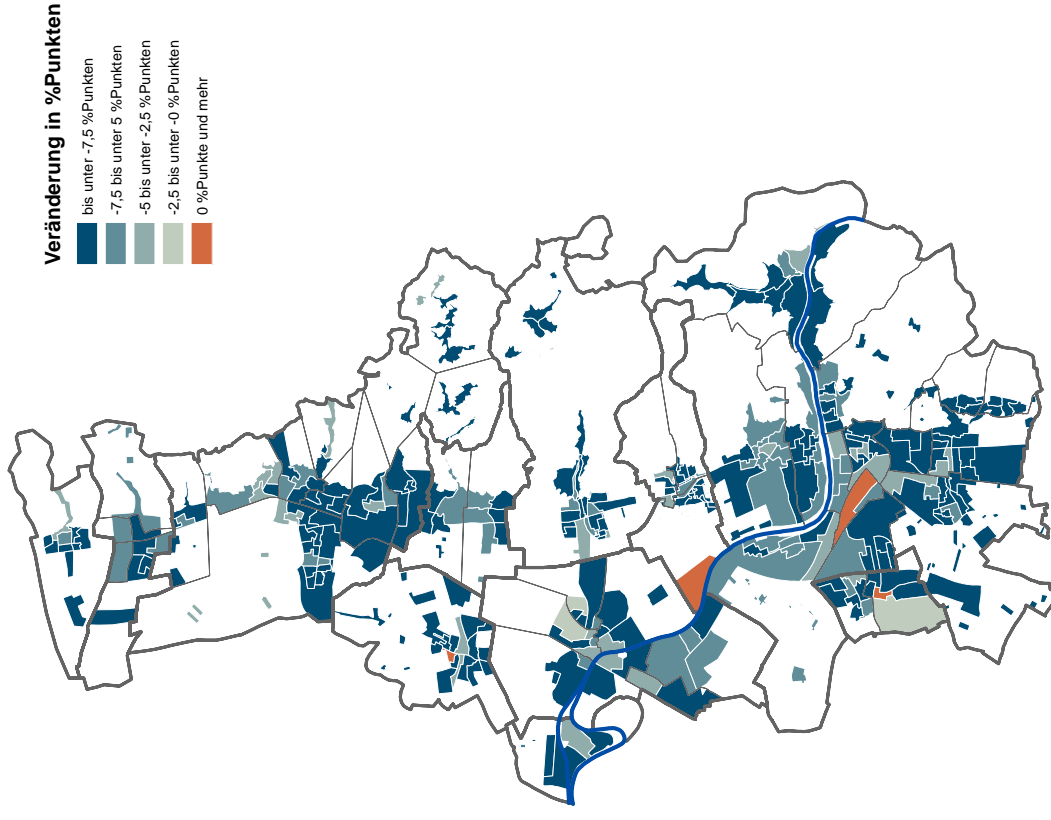 Veränderung in %Punkten
bis unter -7,5 %Punkten
-7,5 bis unter 5 %Punkten
-5 bis unter -2,5 %Punkten
-2,5 bis unter -0 %Punkten
0 %Punkte und mehr